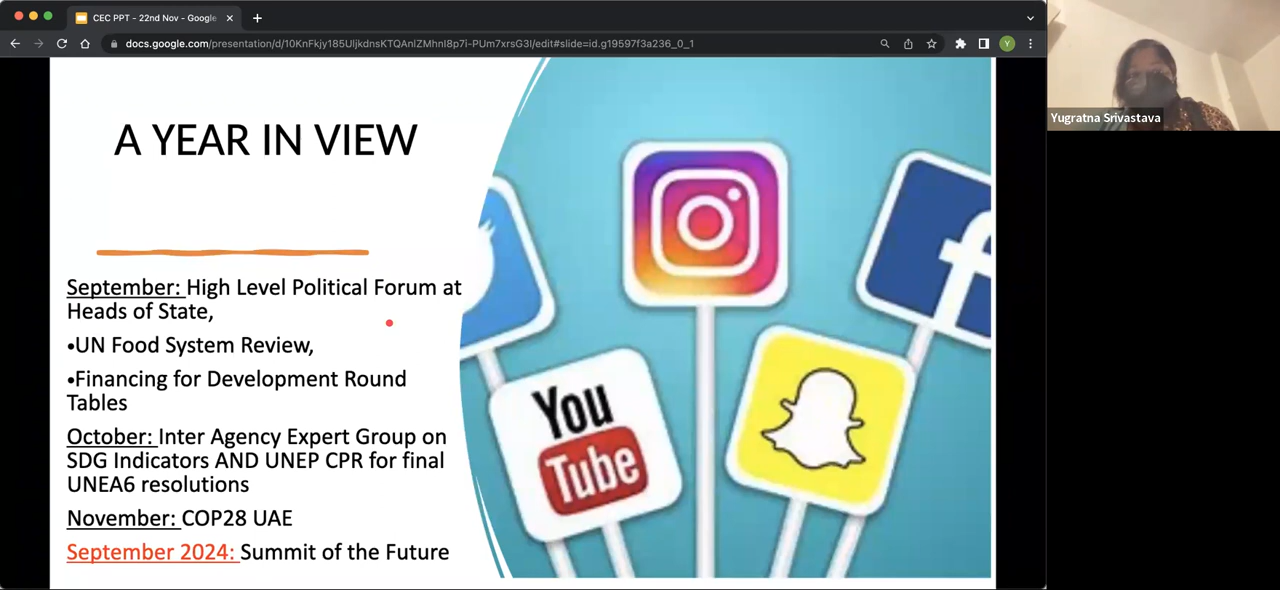 CEC PPT - 22nd Nov - Google
docs.google.com/presentation/d/10KnFkjy185UljkdnsKTQAnlZMhnI8p7i-PUm7xrsG3I/edit#slide=id.g19597f3a236_0_1
Y
Yugratna Srivastava
A YEAR IN VIEW
September: High Level Political Forum at
Heads of State,
•UN Food System Review,
•Financing for Development Round
Tables
October: Inter Agency Expert Group on
SDG Indicators AND UNEP CPR for final
UNEA6 resolutions
November: COP28 UAE
September 2024: Summit of the Future
You
Tube
f